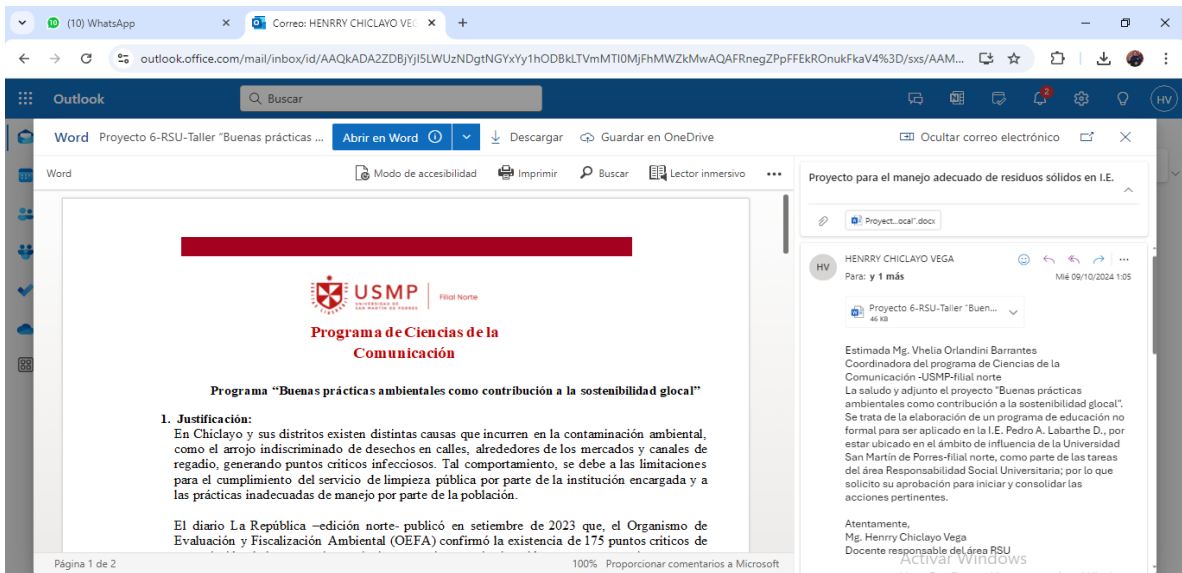 (10) WhatsApp
Correo: HENRRY CHICLAYO VEG
outlook.office.com/mail/inbox/id/AAQkADA2ZDBjYjI5LWUzNDgtNGYxYy1hODBkLTVmMTI0MjFhMWZkMwAQAFRnegZPpFFEkROnukFkaV4%3D/sxs/AAM...
Outlook
Buscar
2
HV
Word Proyecto 6-RSU-Taller "Buenas prácticas ...
Abrir en Word
Descargar
Guardar en OneDrive
Ocultar correo electrónico
Word
Modo de accesibilidad
Imprimir
Buscar
Lector inmersivo
USMP
UNIVERSIDAD DE
SAN MARTIN DE PORRES
Filial Norte
Programa de Ciencias de la
Comunicación
Programa “Buenas prácticas ambientales como contribución a la sostenibilidad glocal”
1. Justificación:
En Chiclayo y sus distritos existen distintas causas que incurren en la contaminación ambiental,
como el arrojo indiscriminado de desechos en calles, alrededores de los mercados y canales de
regadío, generando puntos críticos infecciosos. Tal comportamiento, se debe a las limitaciones
para el cumplimiento del servicio de limpieza pública por parte de la institución encargada y a
las prácticas inadecuadas de manejo por parte de la población.
El diario La República –edición norte- publicó en setiembre de 2023 que, el Organismo de
Evaluación y Fiscalización Ambiental (OEFA) confirmó la existencia de 175 puntos críticos de
Página 1 de 2
100% Proporcionar comentarios a Microsoft
Proyecto para el manejo adecuado de residuos sólidos en I.E.
Proyect...ocal".docx
HV
HENRRY CHICLAYO VEGA
Para: y 1 más
Mié 09/10/2024 1:05
Proyecto 6-RSU-Taller "Buen...
46 KB
Estimada Mg. Vhelia Orlandini Barrantes
Coordinadora del programa de Ciencias de la
Comunicación -USMP-filial norte
La saludo y adjunto el proyecto "Buenas prácticas
ambientales como contribución a la sostenibilidad glocal".
Se trata de la elaboración de un programa de educación no
formal para ser aplicado en la I.E. Pedro A. Labarthe D., por
estar ubicado en el ámbito de influencia de la Universidad
San Martín de Porres-filial norte, como parte de las tareas
del área Responsabilidad Social Universitaria; por lo que
solicito su aprobación para iniciar y consolidar las
acciones pertinentes.
Atentamente,
Mg. Henrry Chiclayo Vega
Docente responsable del área RSU
Activar Windows